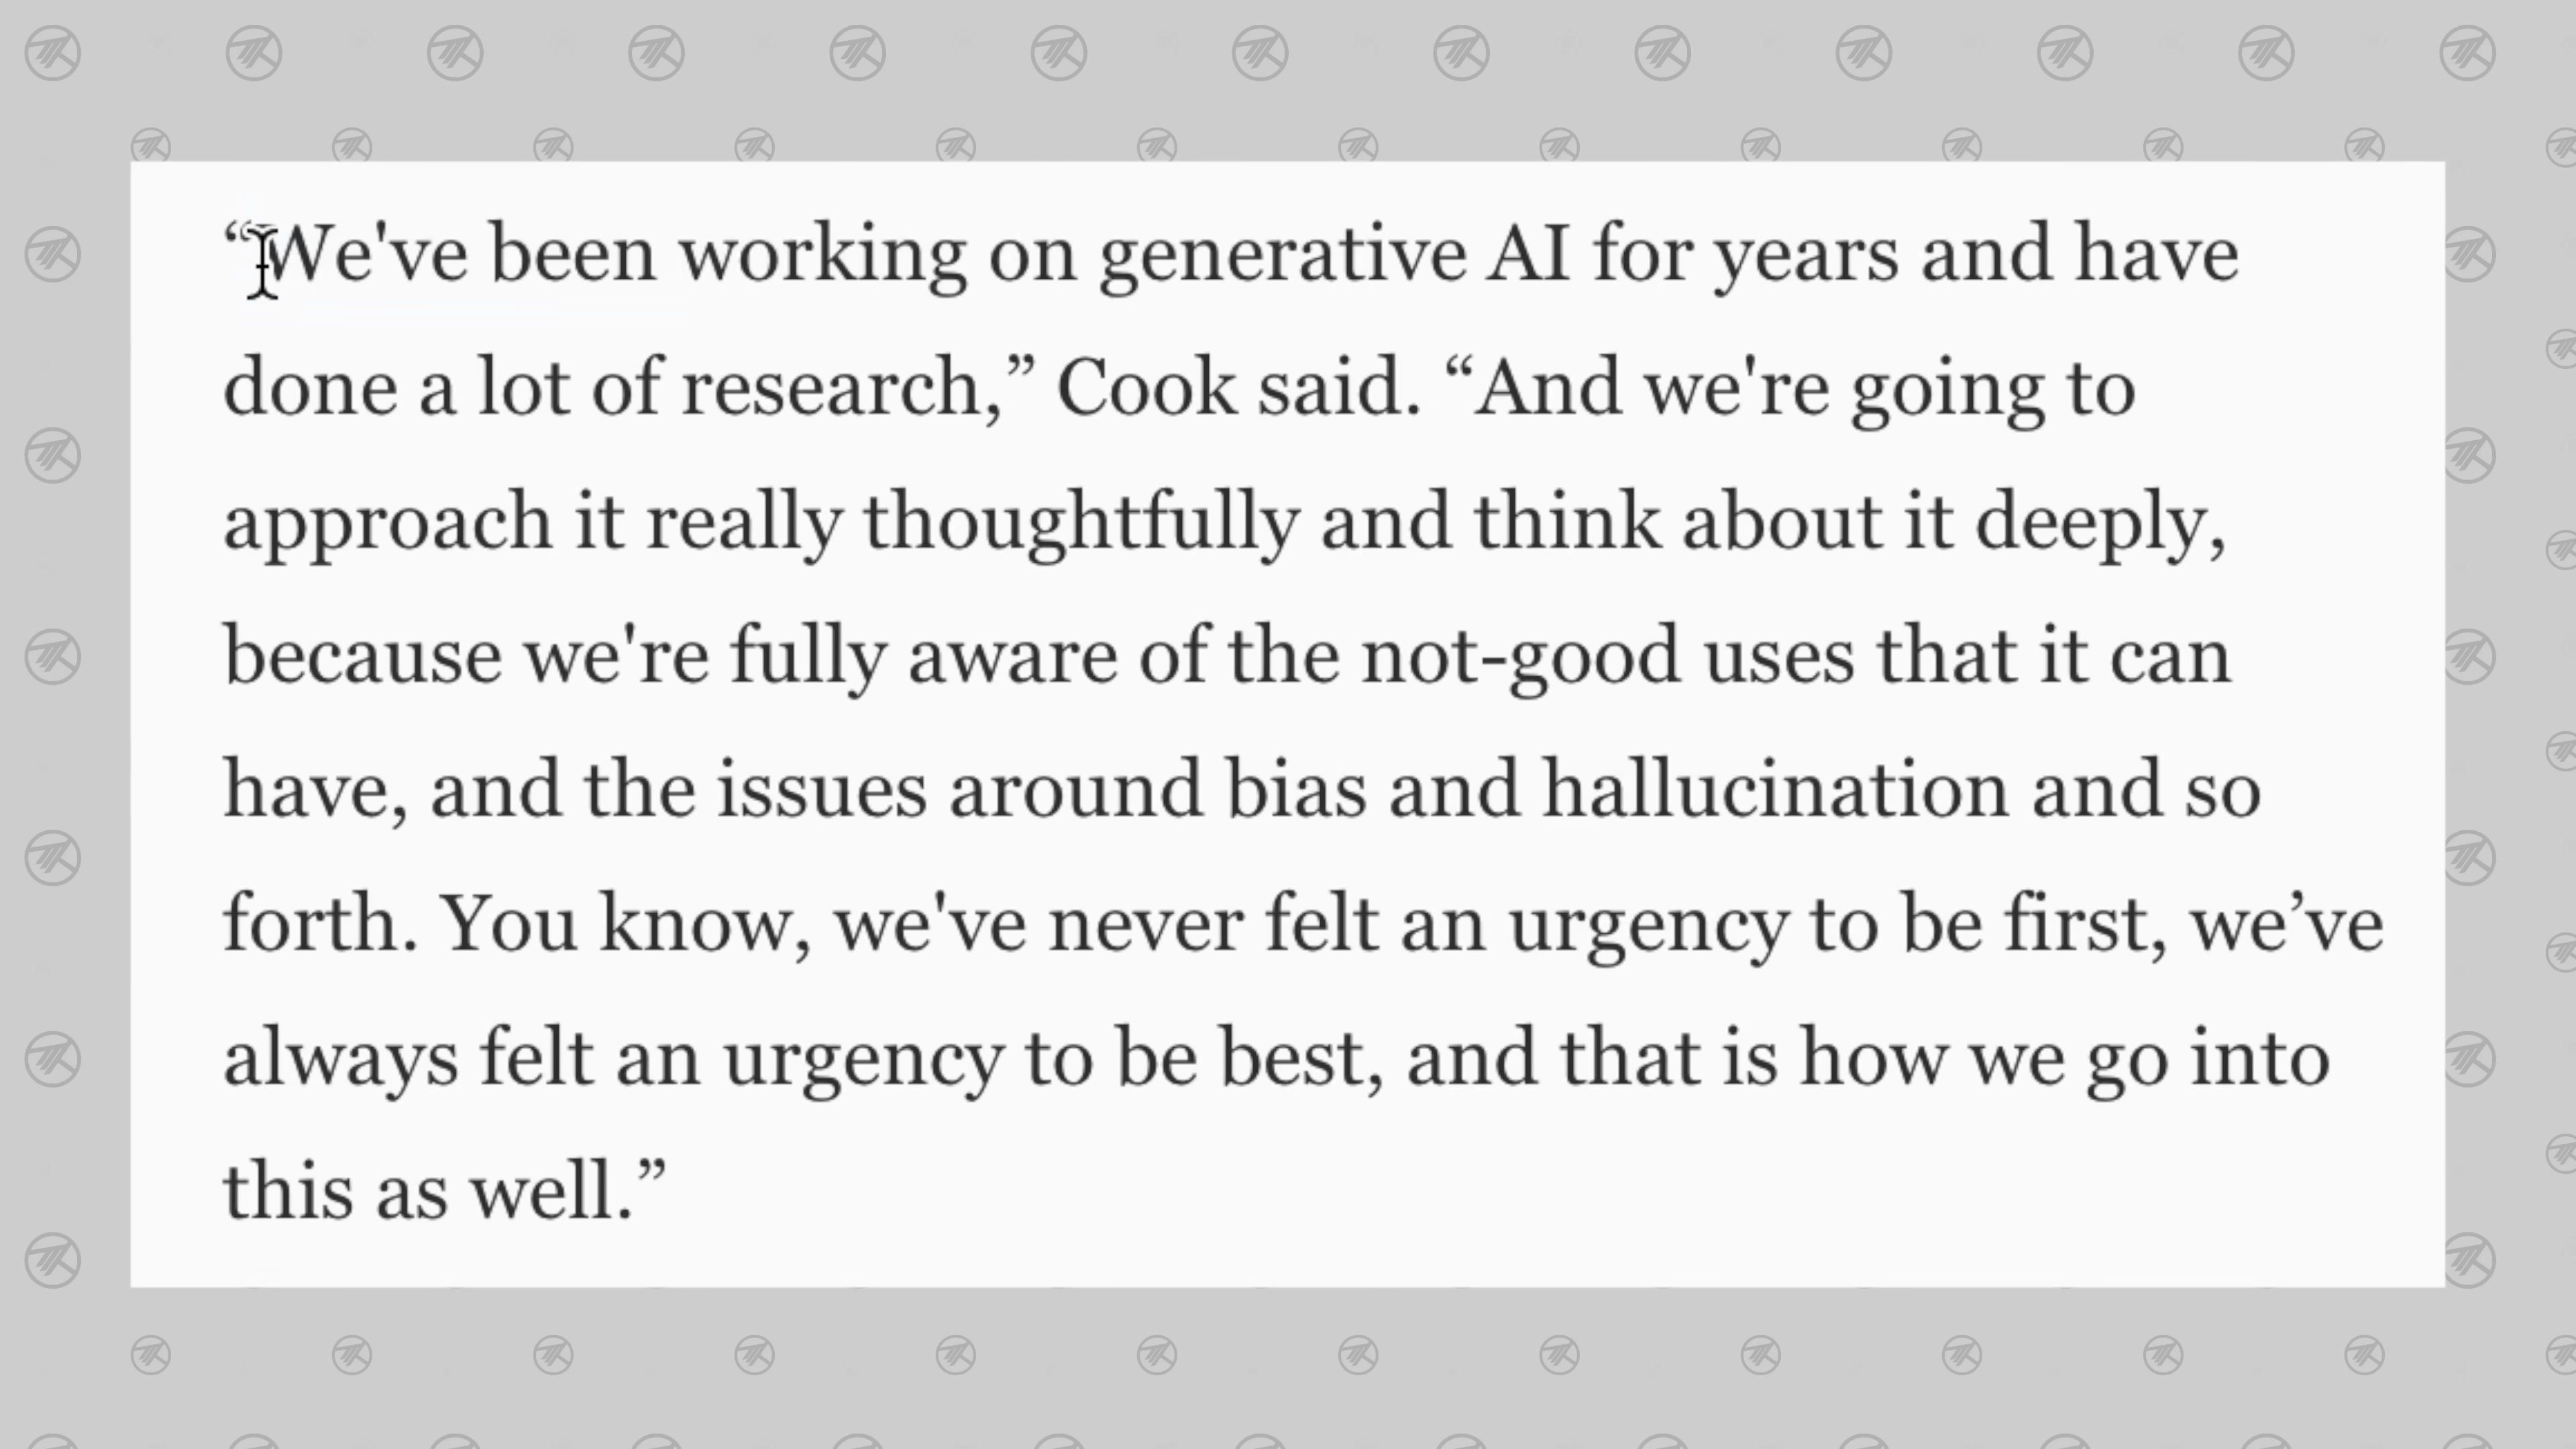 “We've been working on generative AI for years and have
done a lot of research,” Cook said. “And we're going to
approach it really thoughtfully and think about it deeply,
because we're fully aware of the not-good uses that it can
have, and the issues around bias and hallucination and so
forth. You know, we've never felt an urgency to be first, we’ve
always felt an urgency to be best, and that is how we go into
this as well.”